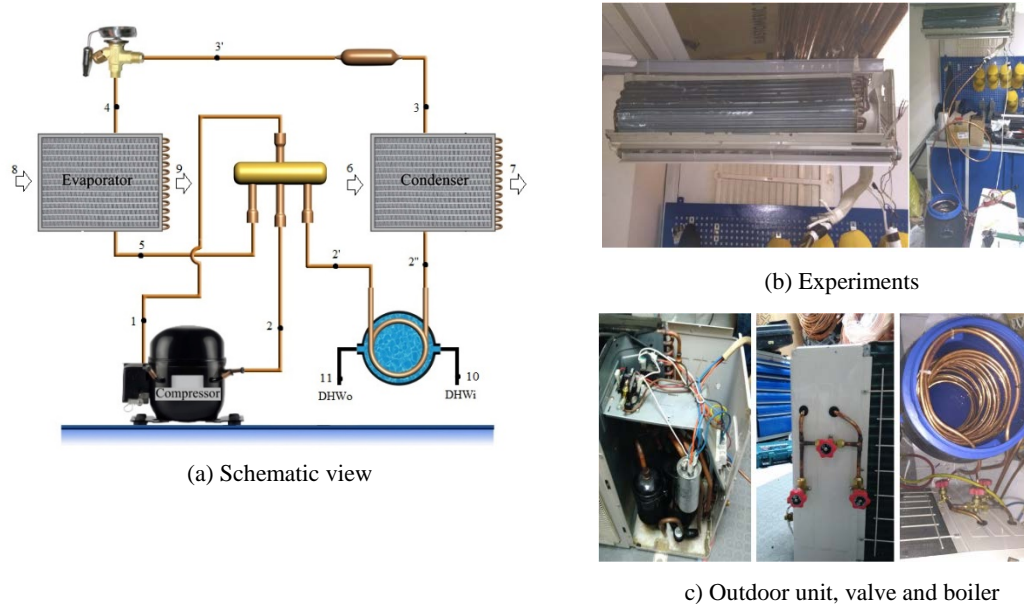 3'
4
3
8
Evaporator
9
6
Condenser
7
5
2'
2"
1
2
Compressor
11
10
DHWo
DHWi
(a) Schematic view
(b) Experiments
c) Outdoor unit, valve and boiler